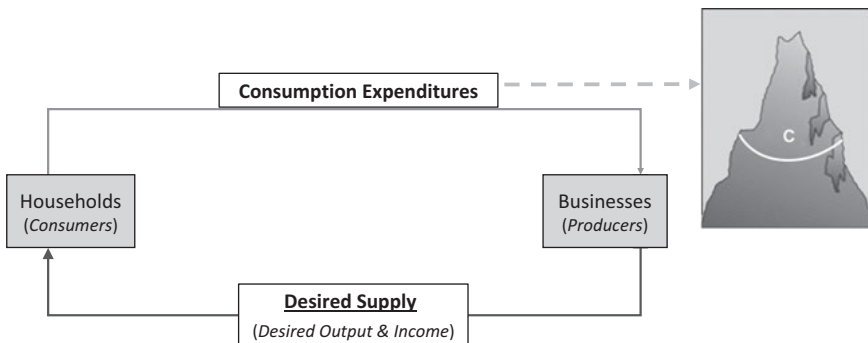 Consumption Expenditures
C
Households
(Consumers)
Businesses
(Producers)
Desired Supply
(Desired Output & Income)